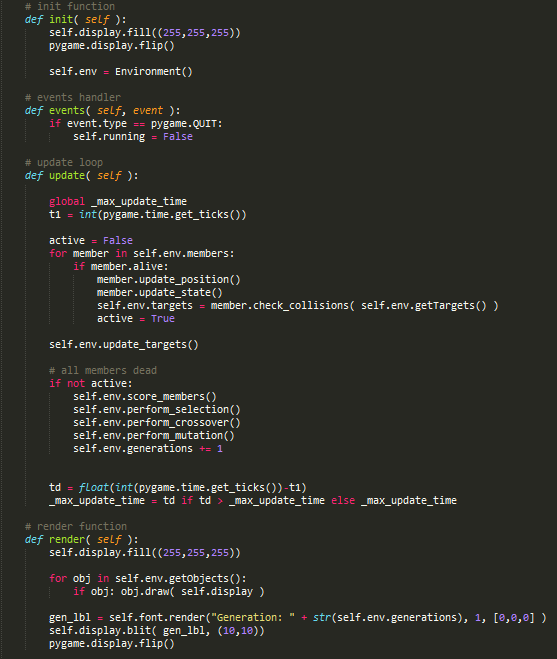 # init function
def init( self ):
    self.display.fill((255,255,255))
    pygame.display.flip()

    self.env = Environment()

# events handler
def events( self, event ):
    if event.type == pygame.QUIT:
        self.running = False

# update loop
def update( self ):

    global _max_update_time
    t1 = int(pygame.time.get_ticks())

    active = False
    for member in self.env.members:
        if member.alive:
            member.update_position()
            member.update_state()
            self.env.targets = member.check_collisions( self.env.getTargets() )
            active = True

    self.env.update_targets()

    # all members dead
    if not active:
        self.env.score_members()
        self.env.perform_selection()
        self.env.perform_crossover()
        self.env.perform_mutation()
        self.env.generations += 1


    td = float(int(pygame.time.get_ticks())-t1)
    _max_update_time = td if td > _max_update_time else _max_update_time

# render function
def render( self ):
    self.display.fill((255,255,255))

    for obj in self.env.getObjects():
        if obj: obj.draw( self.display )

    gen_lbl = self.font.render("Generation: " + str(self.env.generations), 1, [0,0,0] )
    self.display.blit( gen_lbl, (10,10))
    pygame.display.flip()